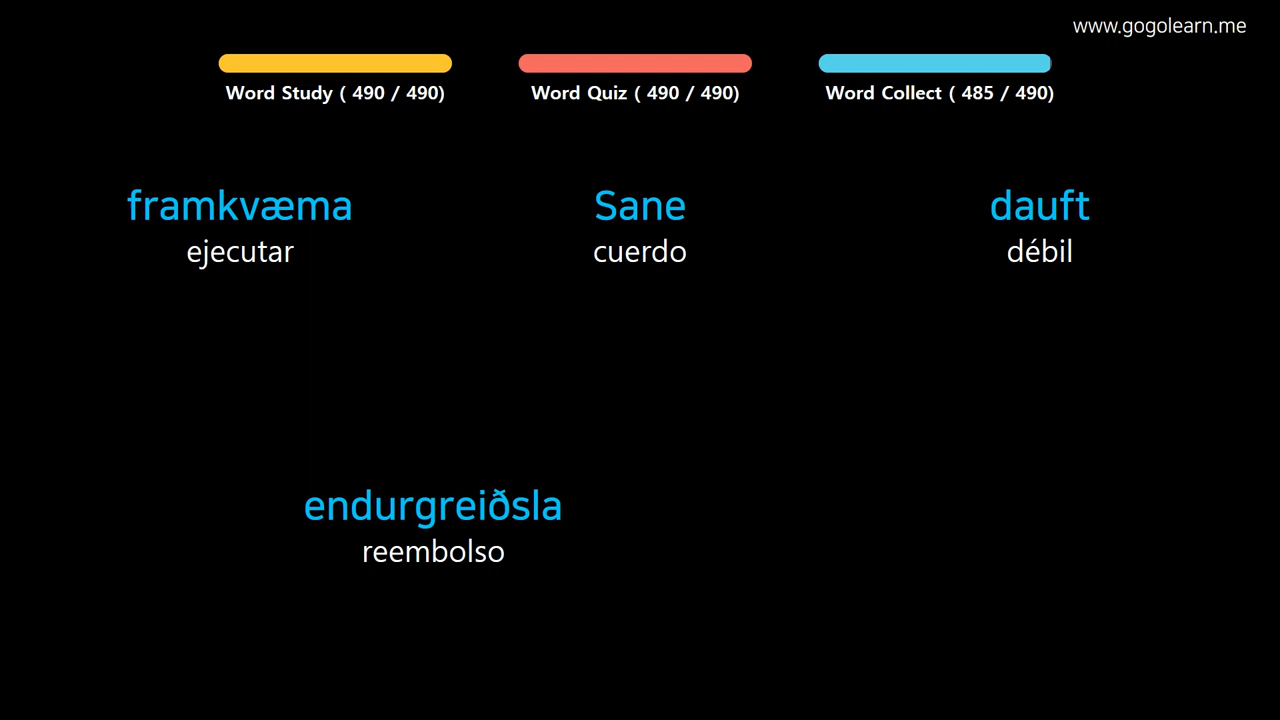 www.gogolearn.me
Word Study ( 490 / 490)
Word Quiz ( 490 / 490)
Word Collect ( 485 / 490)
framkvæma
ejecutar
Sane
cuerdo
dauft
débil
endurgreiðsla
reembolso